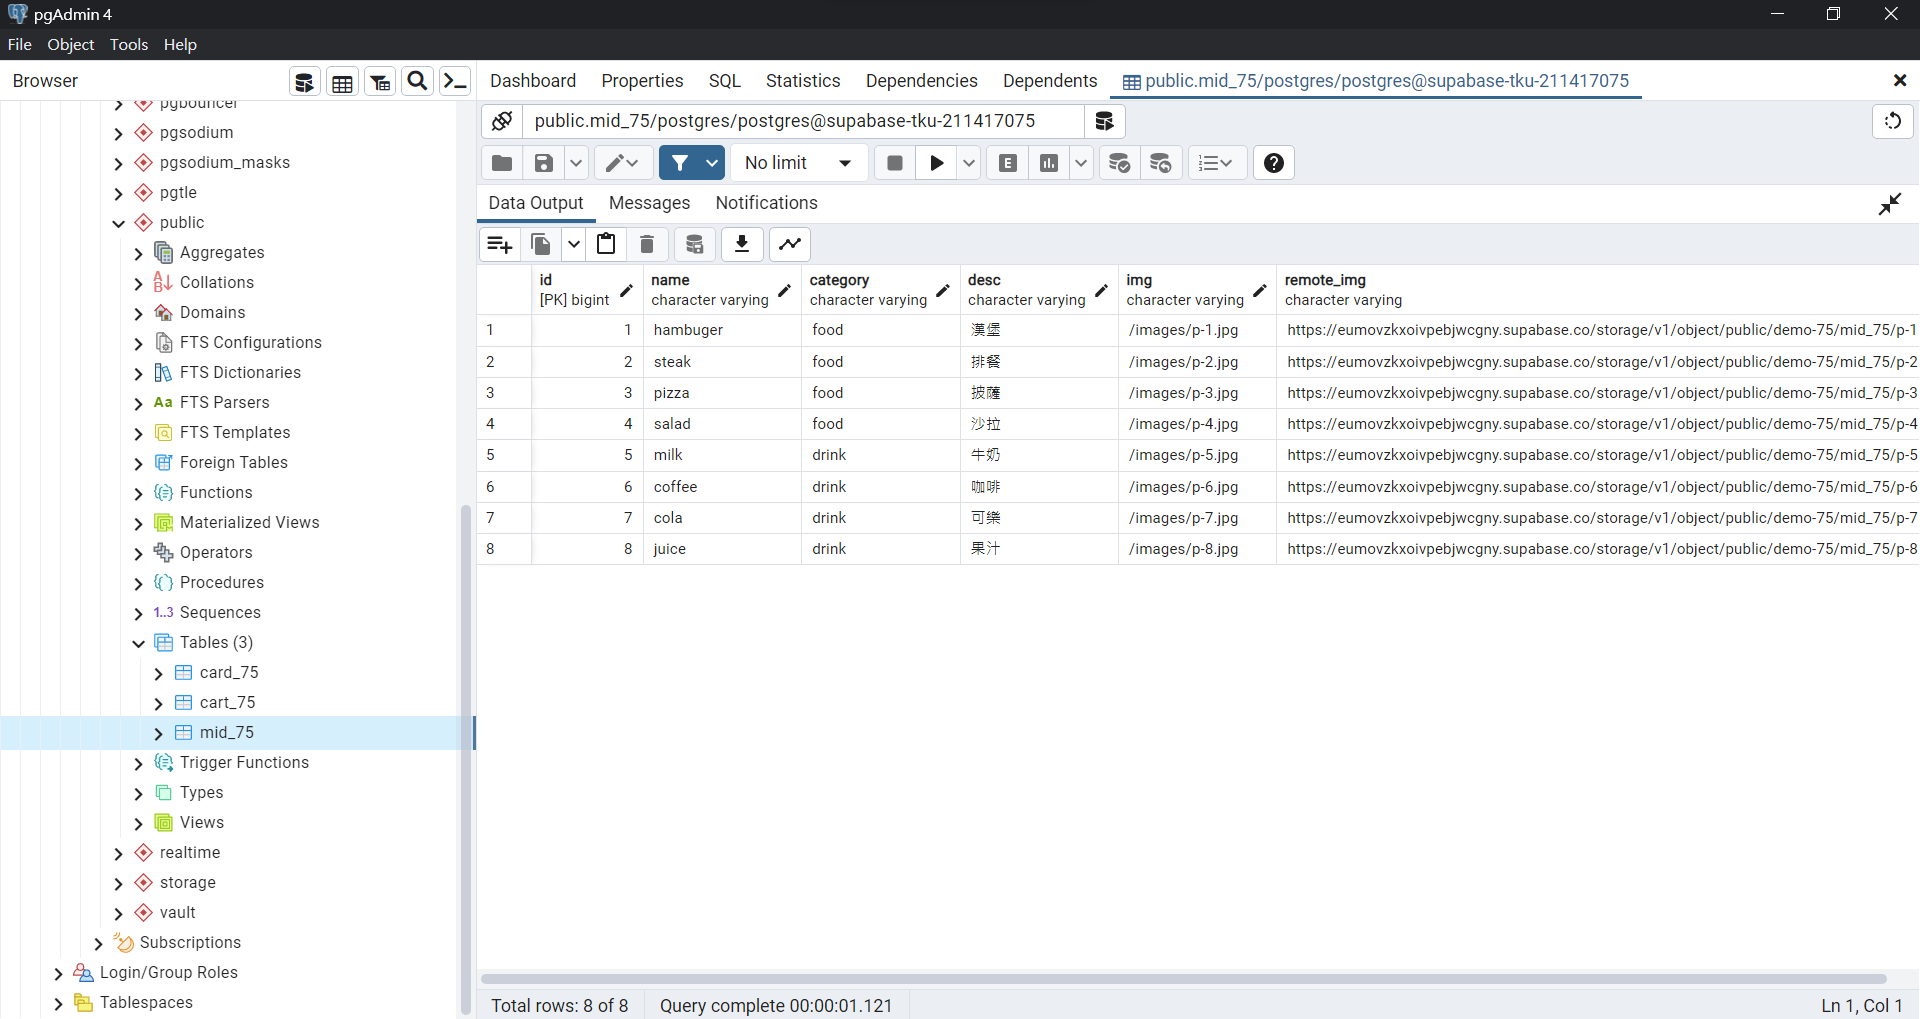 pgAdmin 4
File Object Tools Help
Browser
pgbouncer
pgsodium
pgsodium_masks
pgtle
public
Aggregates
Collations
Domains
FTS Configurations
FTS Dictionaries
Aa FTS Parsers
FTS Templates
Foreign Tables
Functions
Materialized Views
Operators
Procedures
1..3 Sequences
Tables (3)
card_75
cart_75
mid_75
Trigger Functions
Types
Views
realtime
storage
vault
Subscriptions
Login/Group Roles
Tablespaces
Dashboard Properties SQL Statistics Dependencies Dependents public.mid_75/postgres/postgres@supabase-tku-211417075
public.mid_75/postgres/postgres@supabase-tku-211417075
No limit E
Data Output Messages Notifications
id name category desc img remote_img
[PK] bigint character varying character varying character varying character varying character varying
1 1 hambuger food 漢堡 /images/p-1.jpg https://eumovzkxoivpebjwcgny.supabase.co/storage/v1/object/public/demo-75/mid_75/p-1
2 2 steak food 排餐 /images/p-2.jpg https://eumovzkxoivpebjwcgny.supabase.co/storage/v1/object/public/demo-75/mid_75/p-2
3 3 pizza food 披薩 /images/p-3.jpg https://eumovzkxoivpebjwcgny.supabase.co/storage/v1/object/public/demo-75/mid_75/p-3
4 4 salad food 沙拉 /images/p-4.jpg https://eumovzkxoivpebjwcgny.supabase.co/storage/v1/object/public/demo-75/mid_75/p-4
5 5 milk drink 牛奶 /images/p-5.jpg https://eumovzkxoivpebjwcgny.supabase.co/storage/v1/object/public/demo-75/mid_75/p-5
6 6 coffee drink 咖啡 /images/p-6.jpg https://eumovzkxoivpebjwcgny.supabase.co/storage/v1/object/public/demo-75/mid_75/p-6
7 7 cola drink 可樂 /images/p-7.jpg https://eumovzkxoivpebjwcgny.supabase.co/storage/v1/object/public/demo-75/mid_75/p-7
8 8 juice drink 果汁 /images/p-8.jpg https://eumovzkxoivpebjwcgny.supabase.co/storage/v1/object/public/demo-75/mid_75/p-8
Total rows: 8 of 8 Query complete 00:00:01.121 Ln 1, Col 1